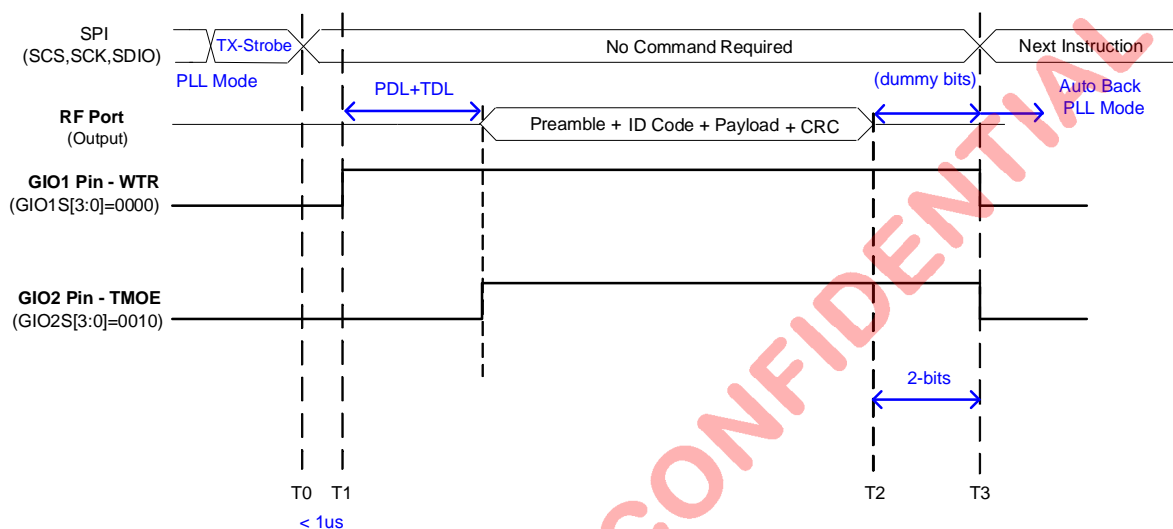 SPI
(SCS,SCK,SDIO)
TX-Strobe
No Command Required
Next Instruction
PLL Mode
PDL+TDL
(dummy bits)
Auto Back
PLL Mode
RF Port
(Output)
Preamble + ID Code + Payload + CRC
GIO1 Pin - WTR
(GIO1S[3:0]=0000)
GIO2 Pin - TMOE
(GIO2S[3:0]=0010)
2-bits
T0
T1
T2
T3
< 1us
CONFIDENTIAL